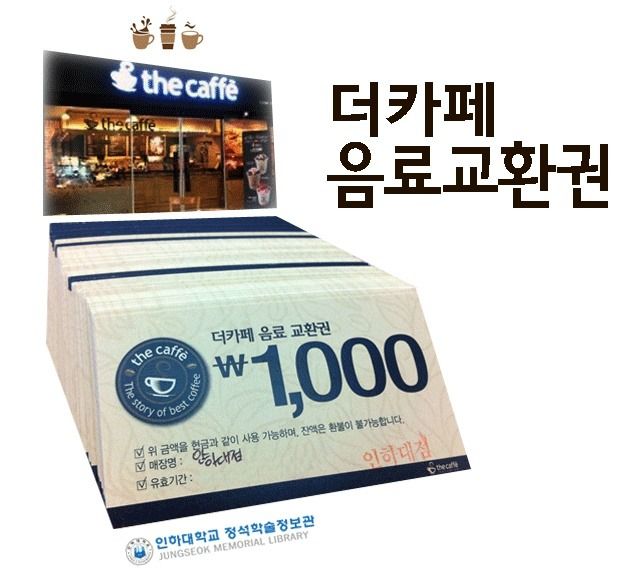 the caffé
the caffé
더카페
음료교환권
더카페 음료 교환권
₩1,000
the caffé
The story of best coffee
☑ 위 금액을 현금과 같이 사용 가능하며, 잔액은 환불이 불가능합니다.
☑ 매장명 : 인하대점
인하대점
☑ 유효기간 :
the caffé
인하대학교 정석학술정보관
JUNGSEOK MEMORIAL LIBRARY